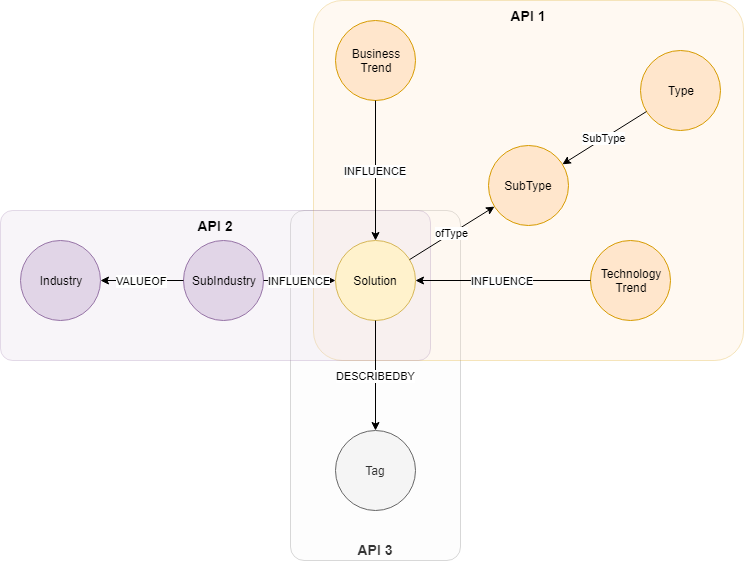 API 1
Business
Trend
Type
SubType
INFLUENCE
SubType
API 2
ofType
Industry
VALUEOF
SubIndustry
INFLUENCE
Solution
INFLUENCE
Technology
Trend
DESCRIBEDBY
Tag
API 3